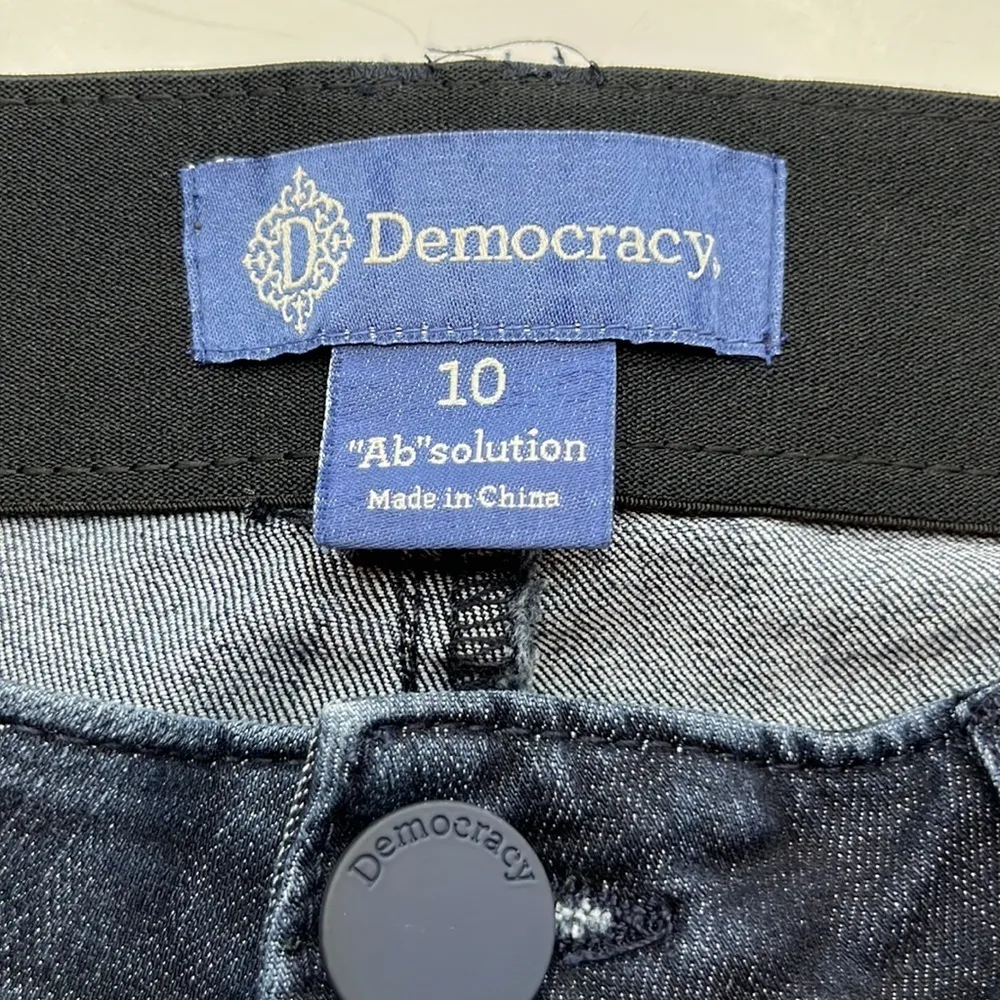 D Democracy
10
"Ab"solution
Made in China
Democracy